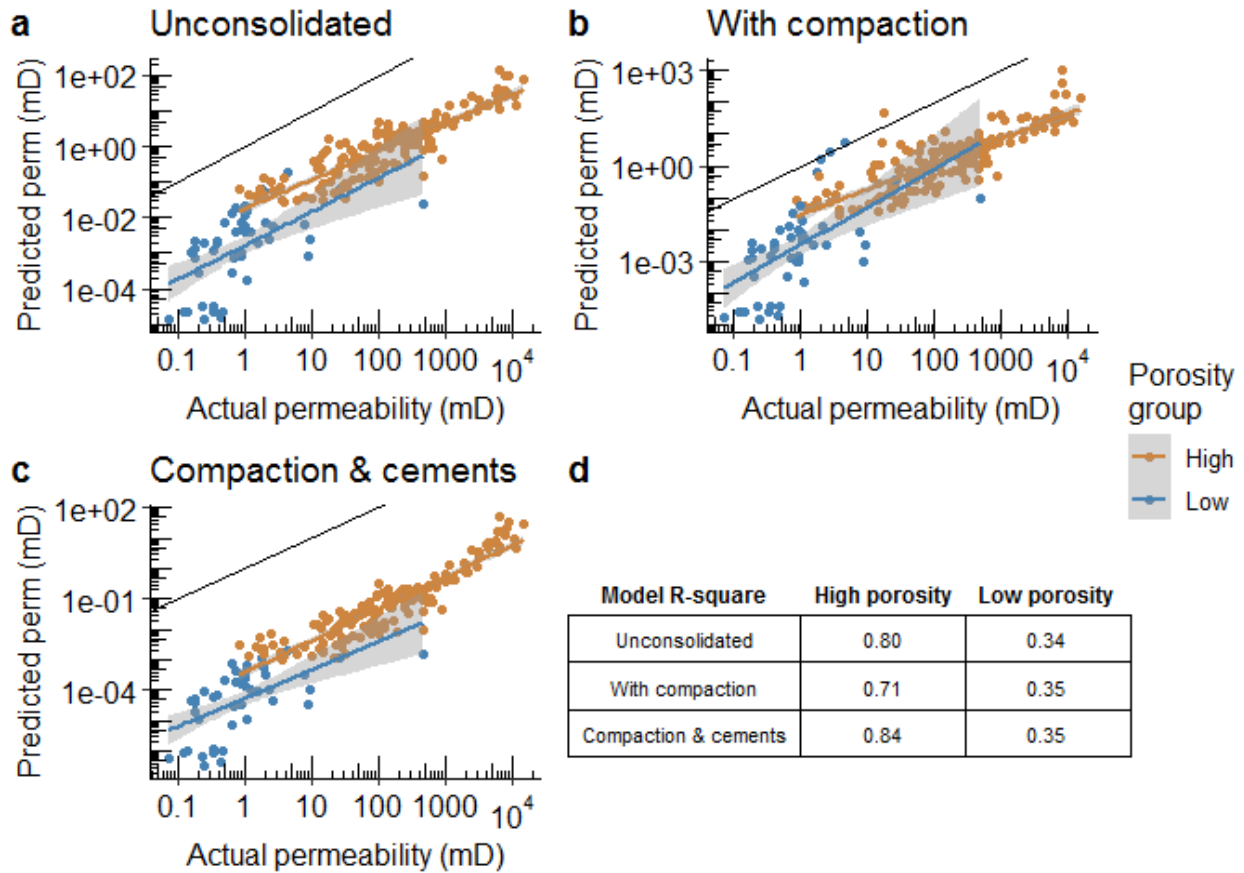 a Unconsolidated
1e+02
1e+00
1e-02
1e-04
Predicted perm (mD)
0.1 1 10 100 1000 10⁴
Actual permeability (mD)
b With compaction
1e+03
1e+00
1e-03
Predicted perm (mD)
0.1 1 10 100 1000 10⁴
Actual permeability (mD)
Porosity
group
High
Low
c Compaction & cements
1e+02
1e-01
1e-04
Predicted perm (mD)
0.1 1 10 100 1000 10⁴
Actual permeability (mD)
d
Model R-square High porosity Low porosity
Unconsolidated 0.80 0.34
With compaction 0.71 0.35
Compaction & cements 0.84 0.35